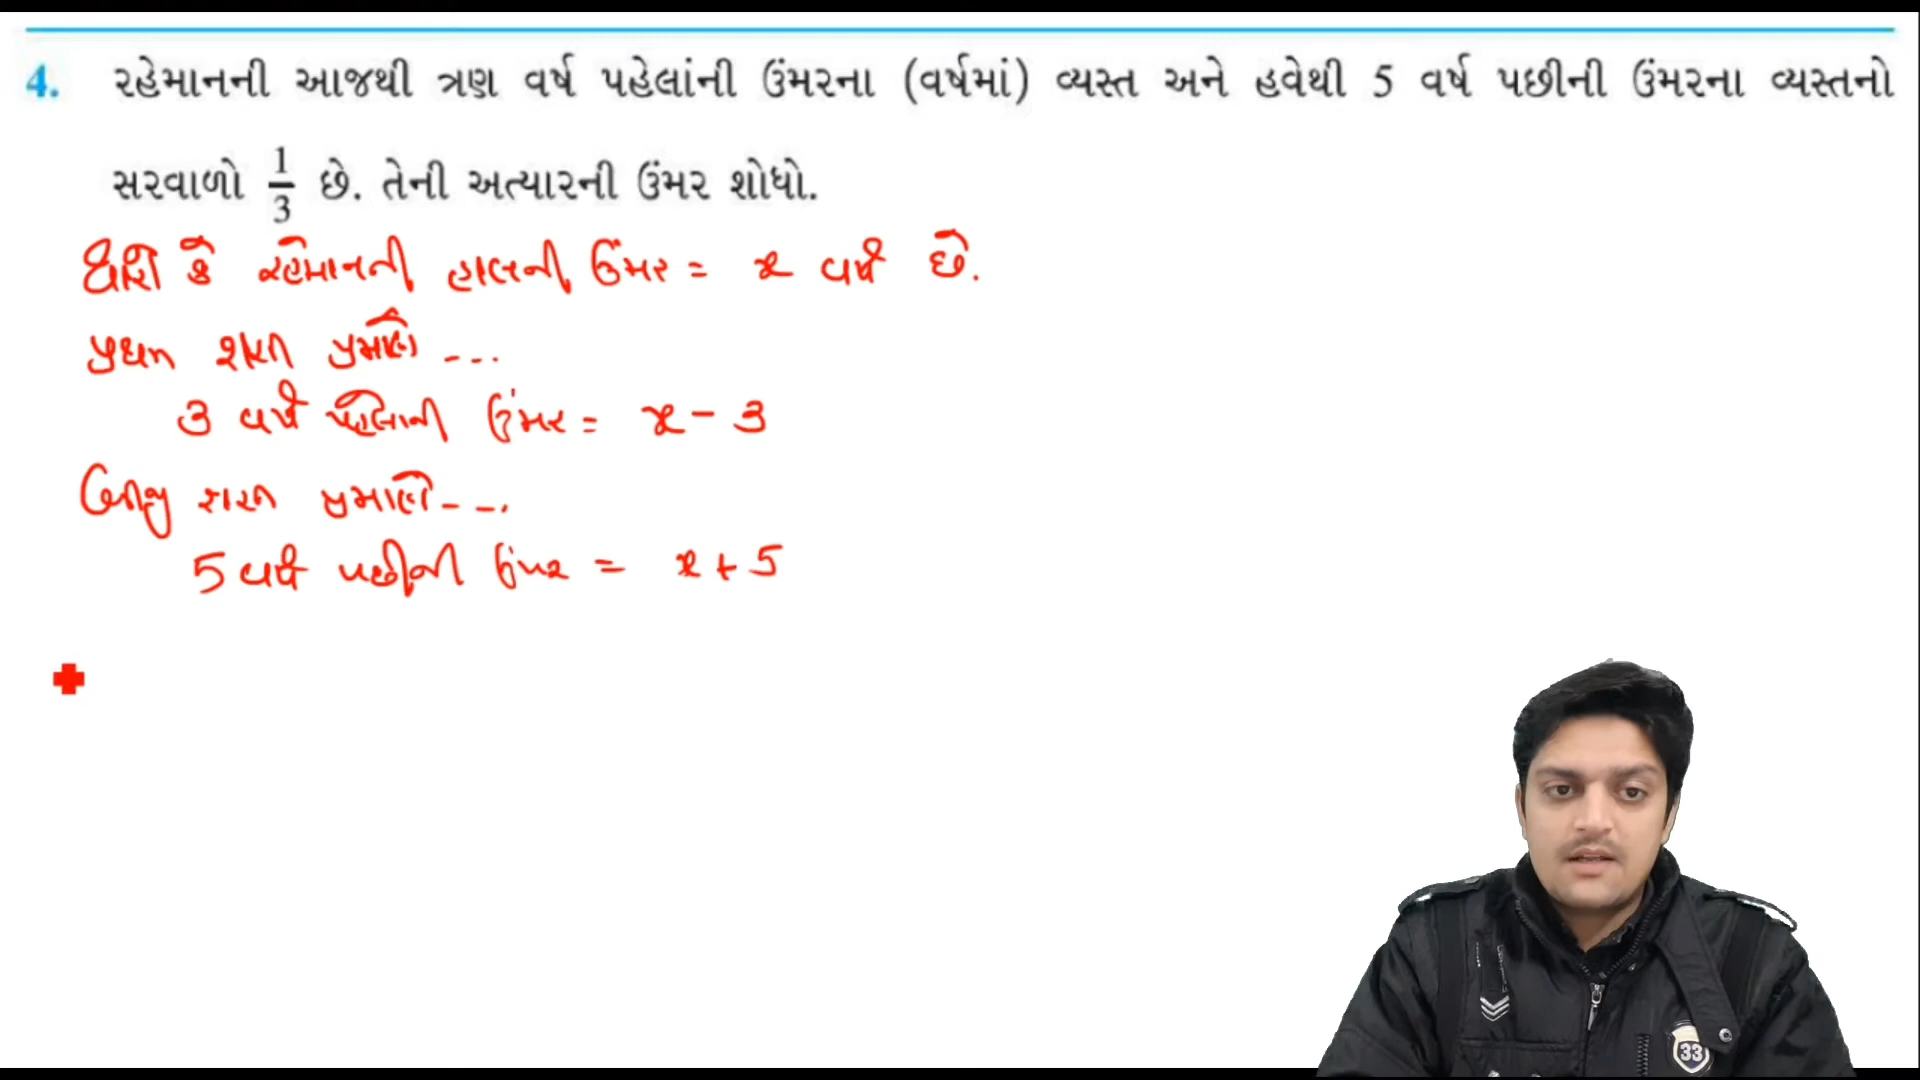 4. રહેમાનની આજથી ત્રણ વર્ષ પહેલાંની ઉંમરના (વર્ષમાં) વ્યસ્ત અને હવેથી 5 વર્ષ પછીની ઉંમરના વ્યસ્તનો
સરવાળો 1/3 છે. તેની અત્યારની ઉંમર શોધો.
ધારો કે રહેમાનની હાલની ઉંમર = x વર્ષ છે.
પ્રથમ શરત પ્રમાણે ---
3 વર્ષ પહેલાની ઉંમર = x - 3
બીજી શરત પ્રમાણે ---
5 વર્ષ પછીની ઉંમર = x + 5
33